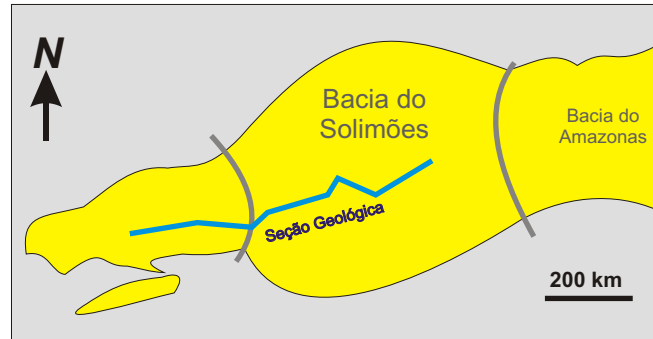 N
Bacia do
Solimões
Bacia do
Amazonas
Seção Geológica
200 km